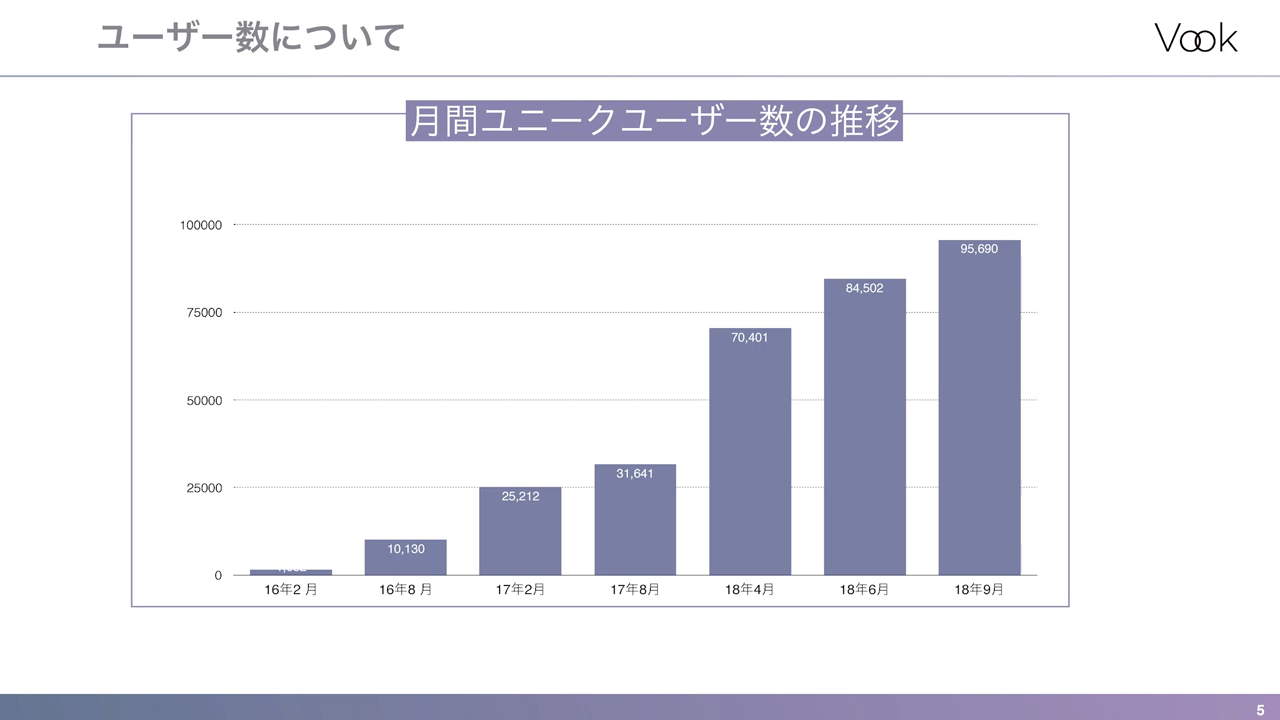 ユーザー数について
Vook
月間ユニークユーザー数の推移
100000
75000
50000
25000
0
95,690
84,502
70,401
31,641
25,212
10,130
16年2 月
16年8 月
17年2月
17年8月
18年4月
18年6月
18年9月
5